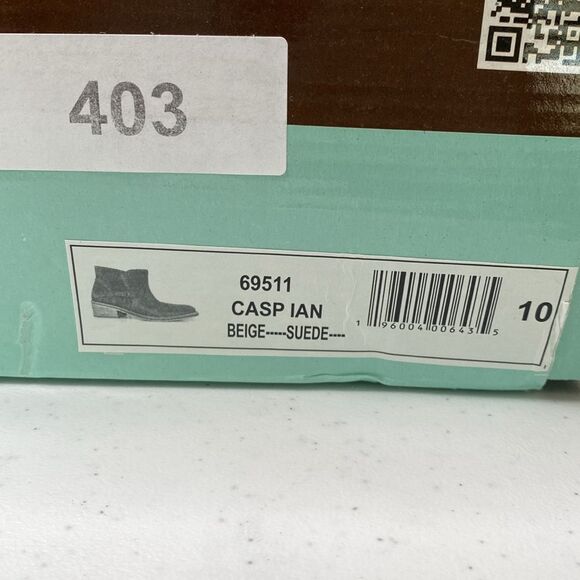 403
69511
CASP IAN
BEIGE-----SUEDE----
1 96004 00643 5
10